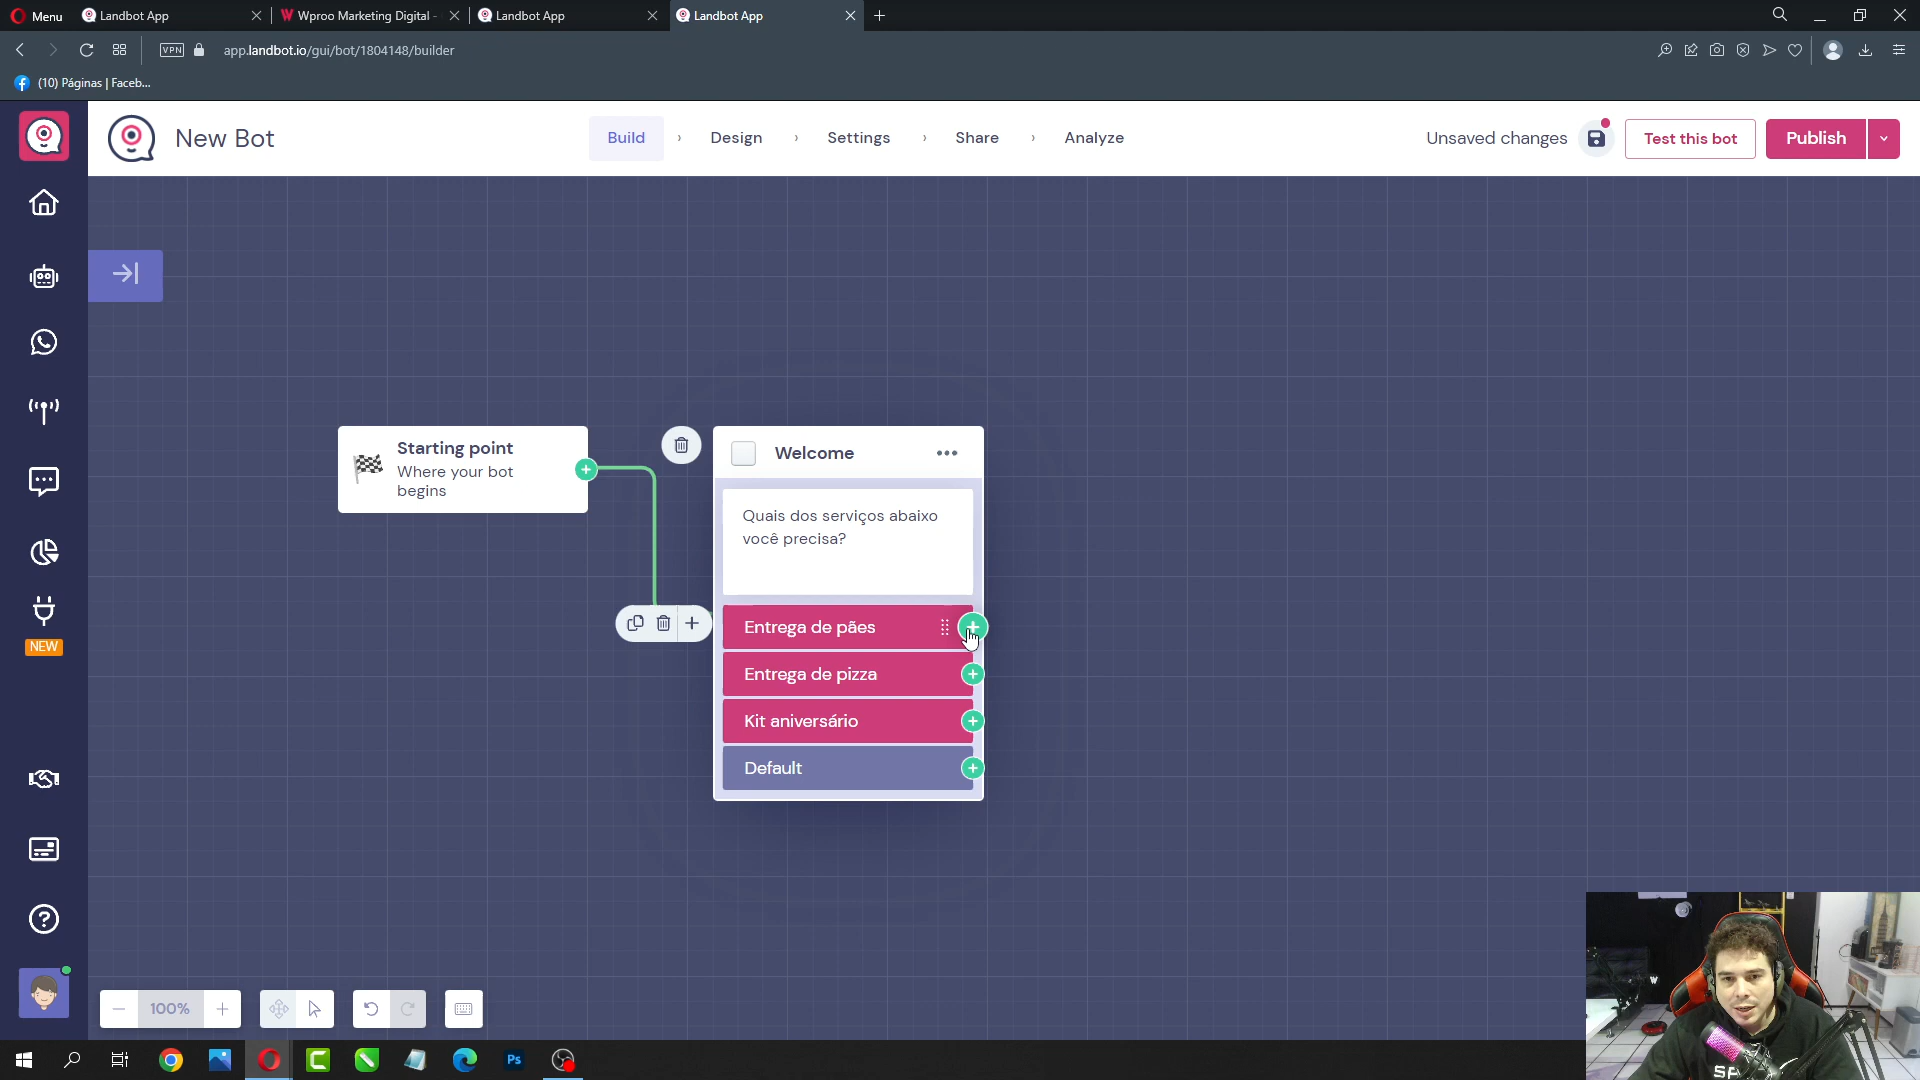 Menu
Landbot App
Wproo Marketing Digital -
Landbot App
Landbot App
VPN
app.landbot.io/gui/bot/1804148/builder
(10) Páginas | Faceb...
New Bot
Build
Design
Settings
Share
Analyze
Unsaved changes
Test this bot
Publish
Starting point
Where your bot
begins
Welcome
Quais dos serviços abaixo
você precisa?
Entrega de pães
Entrega de pizza
Kit aniversário
Default
NEW
100%
Ps